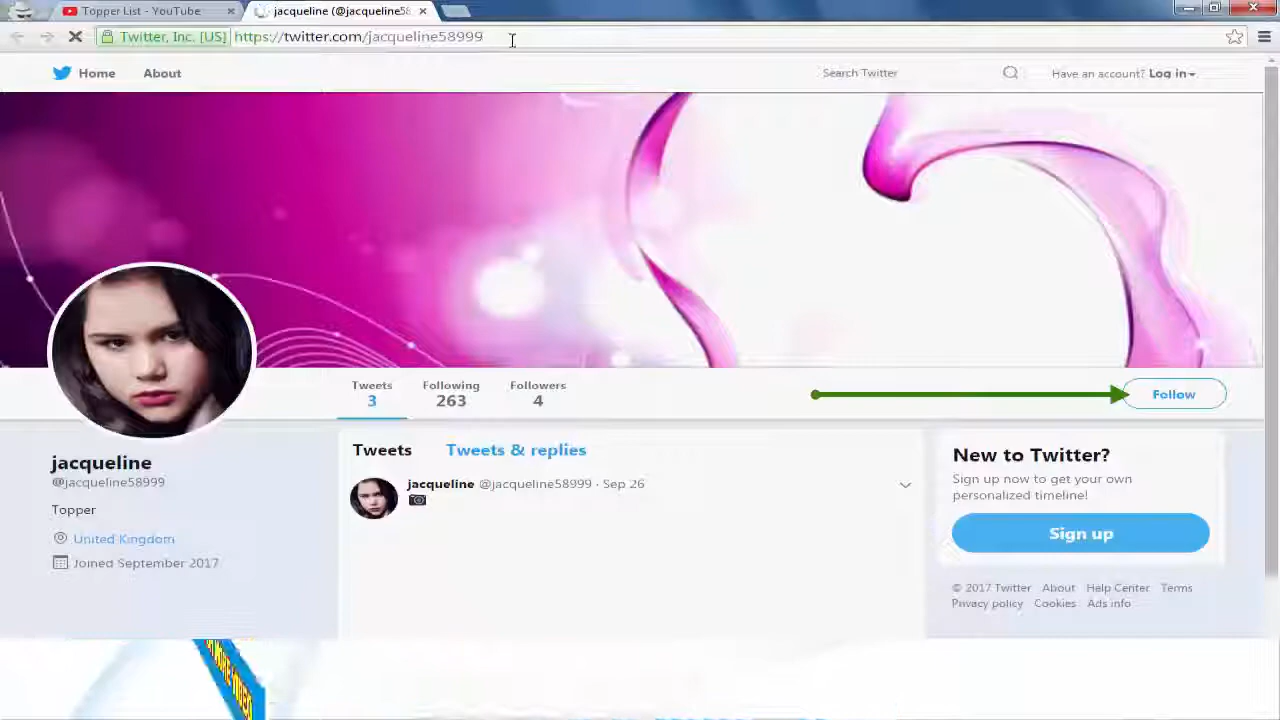 Topper List - YouTube
jacqueline (@jacqueline58
Twitter, Inc. [US] https://twitter.com/jacqueline58999
Home About Search Twitter Have an account? Log in
Tweets Following Followers
3 263 4
Follow
jacqueline
@jacqueline58999
Topper
United Kingdom
Joined September 2017
Tweets Tweets & replies
jacqueline @jacqueline58999 · Sep 26
New to Twitter?
Sign up now to get your own
personalized timeline!
Sign up
© 2017 Twitter About Help Center Terms
Privacy policy Cookies Ads info
VIDEO